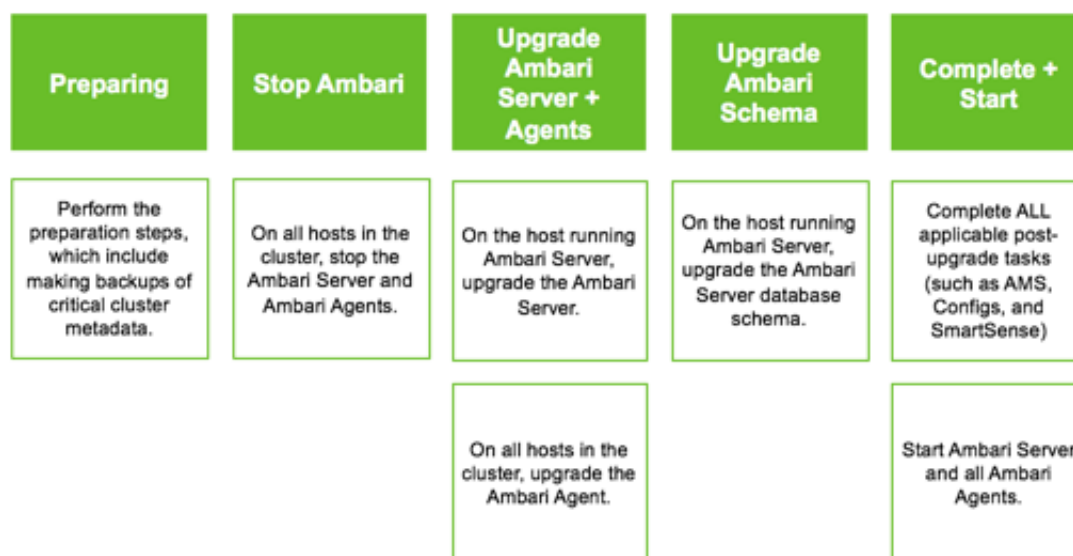 Preparing
Stop Ambari
Upgrade
Ambari
Server +
Agents
Upgrade
Ambari
Schema
Complete +
Start
Perform the
preparation steps,
which include
making backups of
critical cluster
metadata.
On all hosts in the
cluster, stop the
Ambari Server and
Ambari Agents.
On the host running
Ambari Server,
upgrade the Ambari
Server.
On the host running
Ambari Server,
upgrade the Ambari
Server database
schema.
Complete ALL
applicable post-
upgrade tasks
(such as AMS,
Configs, and
SmartSense)
On all hosts in the
cluster, upgrade the
Ambari Agent.
Start Ambari Server
and all Ambari
Agents.